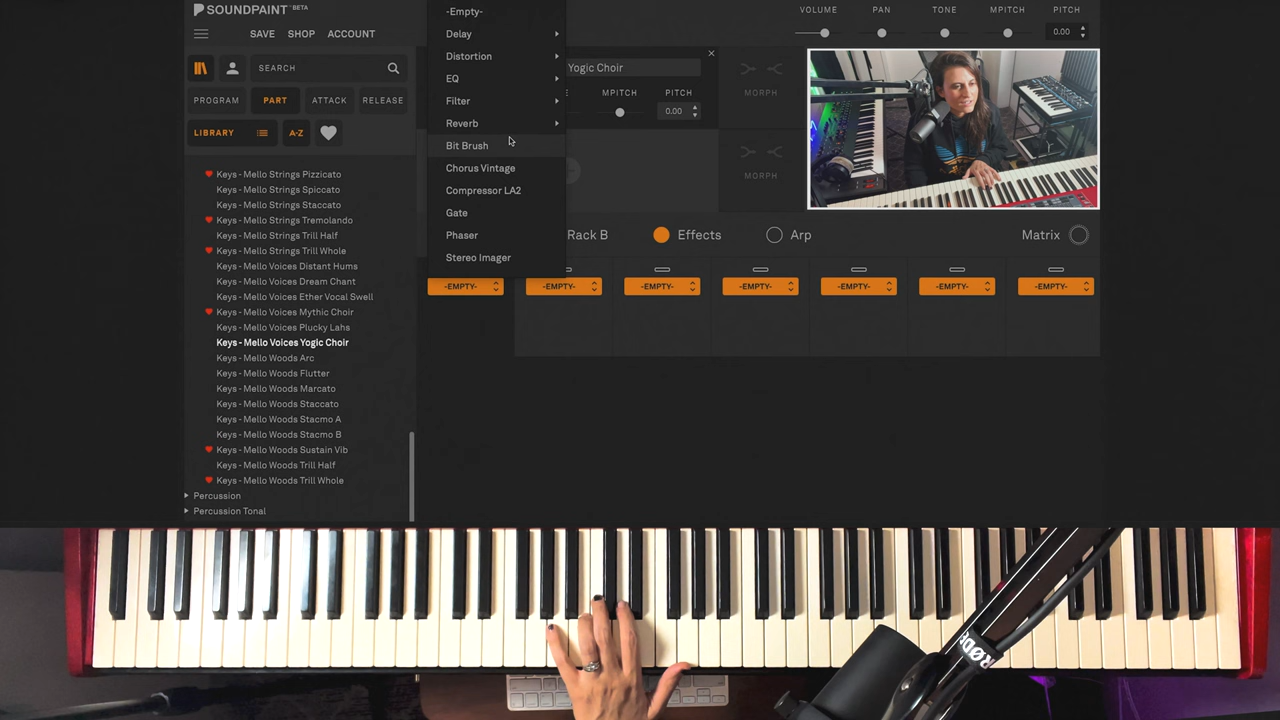 SOUNDPAINT BETA
SAVE SHOP ACCOUNT
SEARCH
PROGRAM PART ATTACK RELEASE
LIBRARY A-Z
Keys - Mello Strings Pizzicato
Keys - Mello Strings Spiccato
Keys - Mello Strings Staccato
Keys - Mello Strings Tremolando
Keys - Mello Strings Trill Half
Keys - Mello Strings Trill Whole
Keys - Mello Voices Distant Hums
Keys - Mello Voices Dream Chant
Keys - Mello Voices Ether Vocal Swell
Keys - Mello Voices Mythic Choir
Keys - Mello Voices Plucky Lahs
Keys - Mello Voices Yogic Choir
Keys - Mello Woods Arc
Keys - Mello Woods Flutter
Keys - Mello Woods Marcato
Keys - Mello Woods Staccato
Keys - Mello Woods Stacmo A
Keys - Mello Woods Stacmo B
Keys - Mello Woods Sustain Vib
Keys - Mello Woods Trill Half
Keys - Mello Woods Trill Whole
Percussion
Percussion Tonal
-Empty-
Delay
Distortion
EQ
Filter
Reverb
Bit Brush
Chorus Vintage
Compressor LA2
Gate
Phaser
Stereo Imager
VOLUME PAN TONE MPITCH PITCH
0.00
Yogic Choir
E MPITCH PITCH
0.00
MORPH
MORPH
Rack B Effects Arp Matrix
-EMPTY- -EMPTY- -EMPTY- -EMPTY- -EMPTY- -EMPTY- -EMPTY-
RØDE